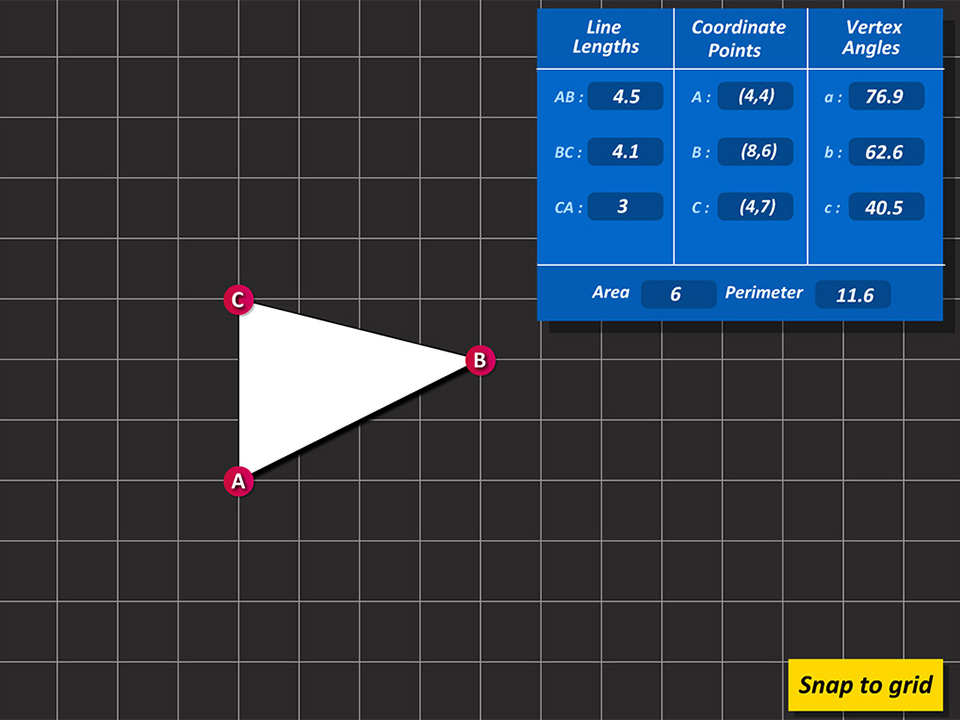 Line Lengths
Coordinate Points
Vertex Angles
AB : 4.5
A : (4,4)
a : 76.9
BC : 4.1
B : (8,6)
b : 62.6
CA : 3
C : (4,7)
c : 40.5
Area 6 Perimeter 11.6
C
B
A
Snap to grid